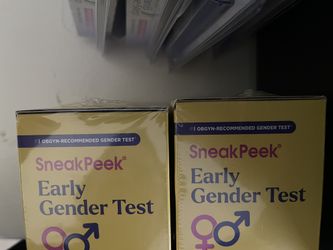 #1 OBGYN-RECOMMENDED GENDER TEST
SneakPeek®
Early
Gender Test
#1 OBGYN-RECOMMENDED GENDER TEST
SneakPeek®
Early
Gender Test